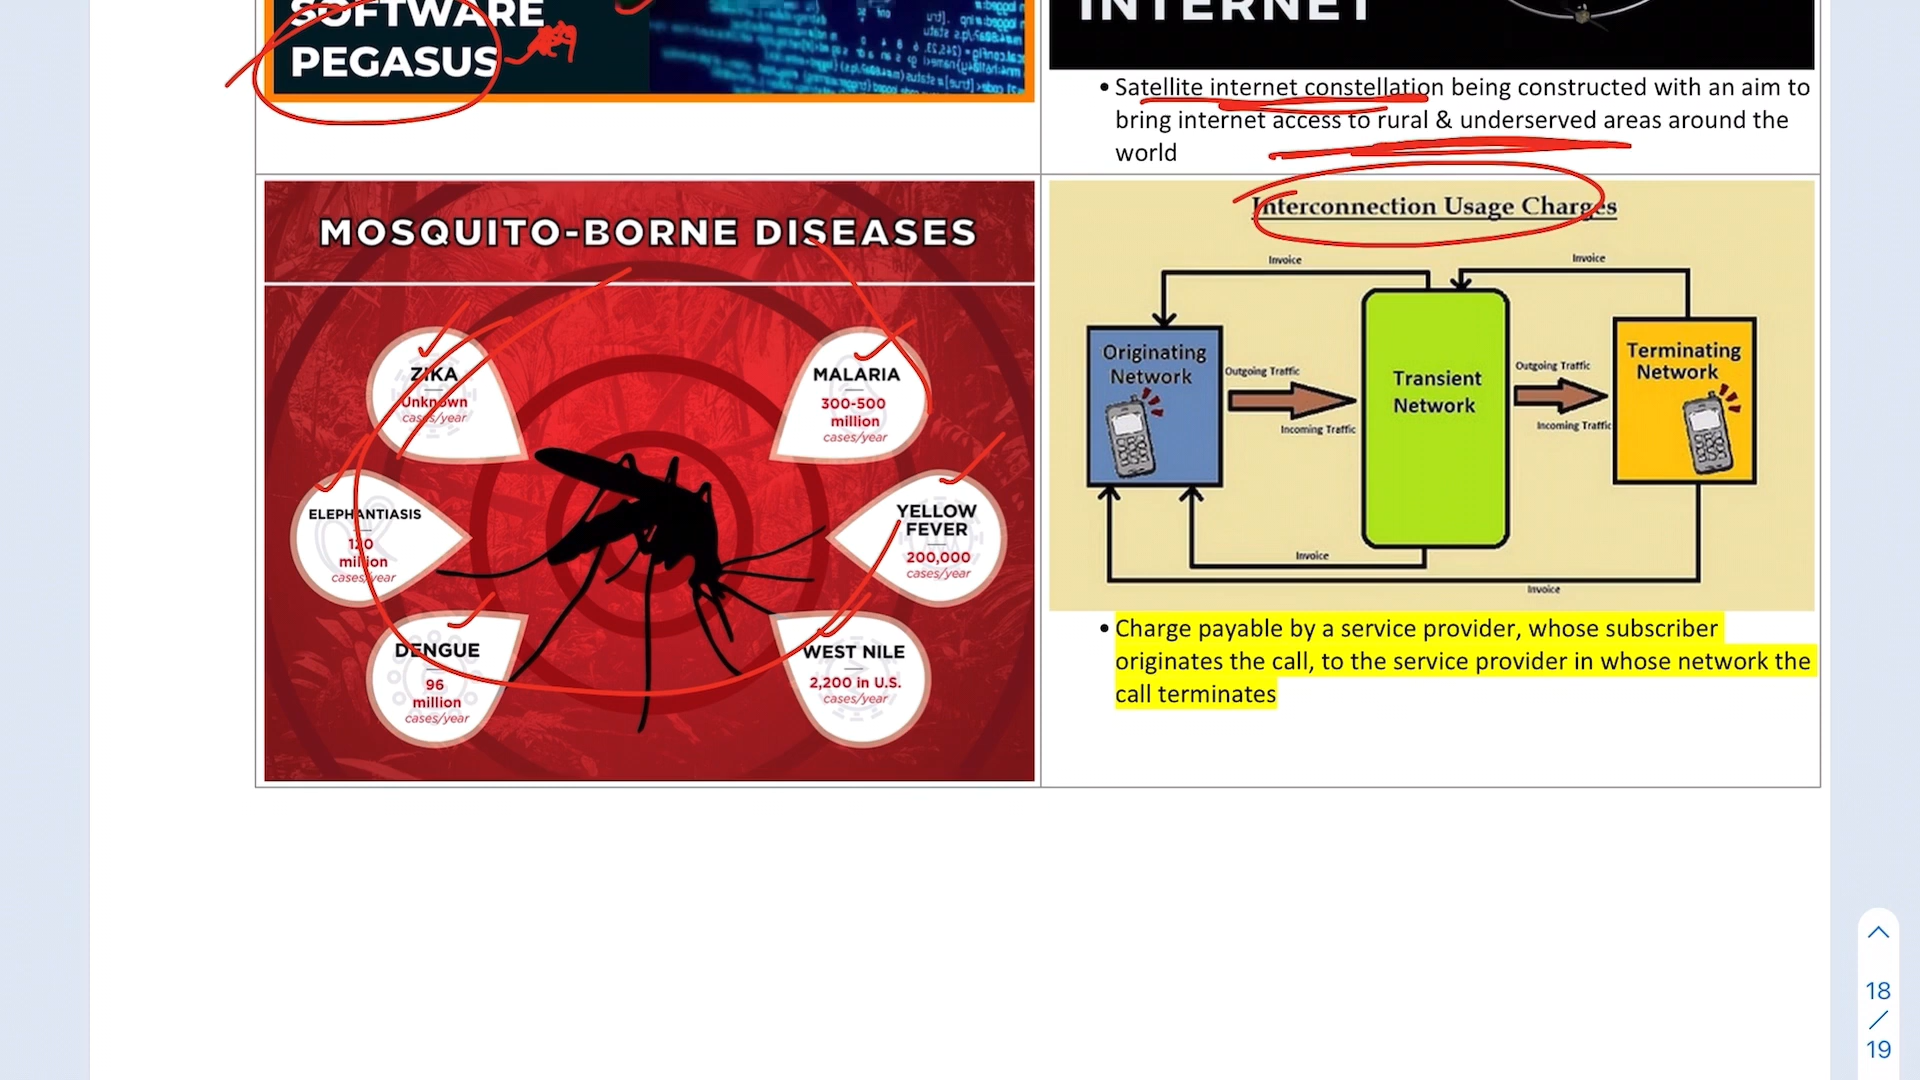 SOFTWARE
PEGASUS
INTERNET
• Satellite internet constellation being constructed with an aim to
bring internet access to rural & underserved areas around the
world
MOSQUITO-BORNE DISEASES
ZIKA
Unknown
cases/year
MALARIA
300-500
million
cases/year
ELEPHANTIASIS
120
million
cases/year
YELLOW
FEVER
200,000
cases/year
DENGUE
96
million
cases/year
WEST NILE
2,200 in U.S.
cases/year
Interconnection Usage Charges
Invoice
Invoice
Originating
Network
Outgoing Traffic
Incoming Traffic
Transient
Network
Outgoing Traffic
Incoming Traffic
Terminating
Network
Invoice
Invoice
• Charge payable by a service provider, whose subscriber
originates the call, to the service provider in whose network the
call terminates
18
/
19